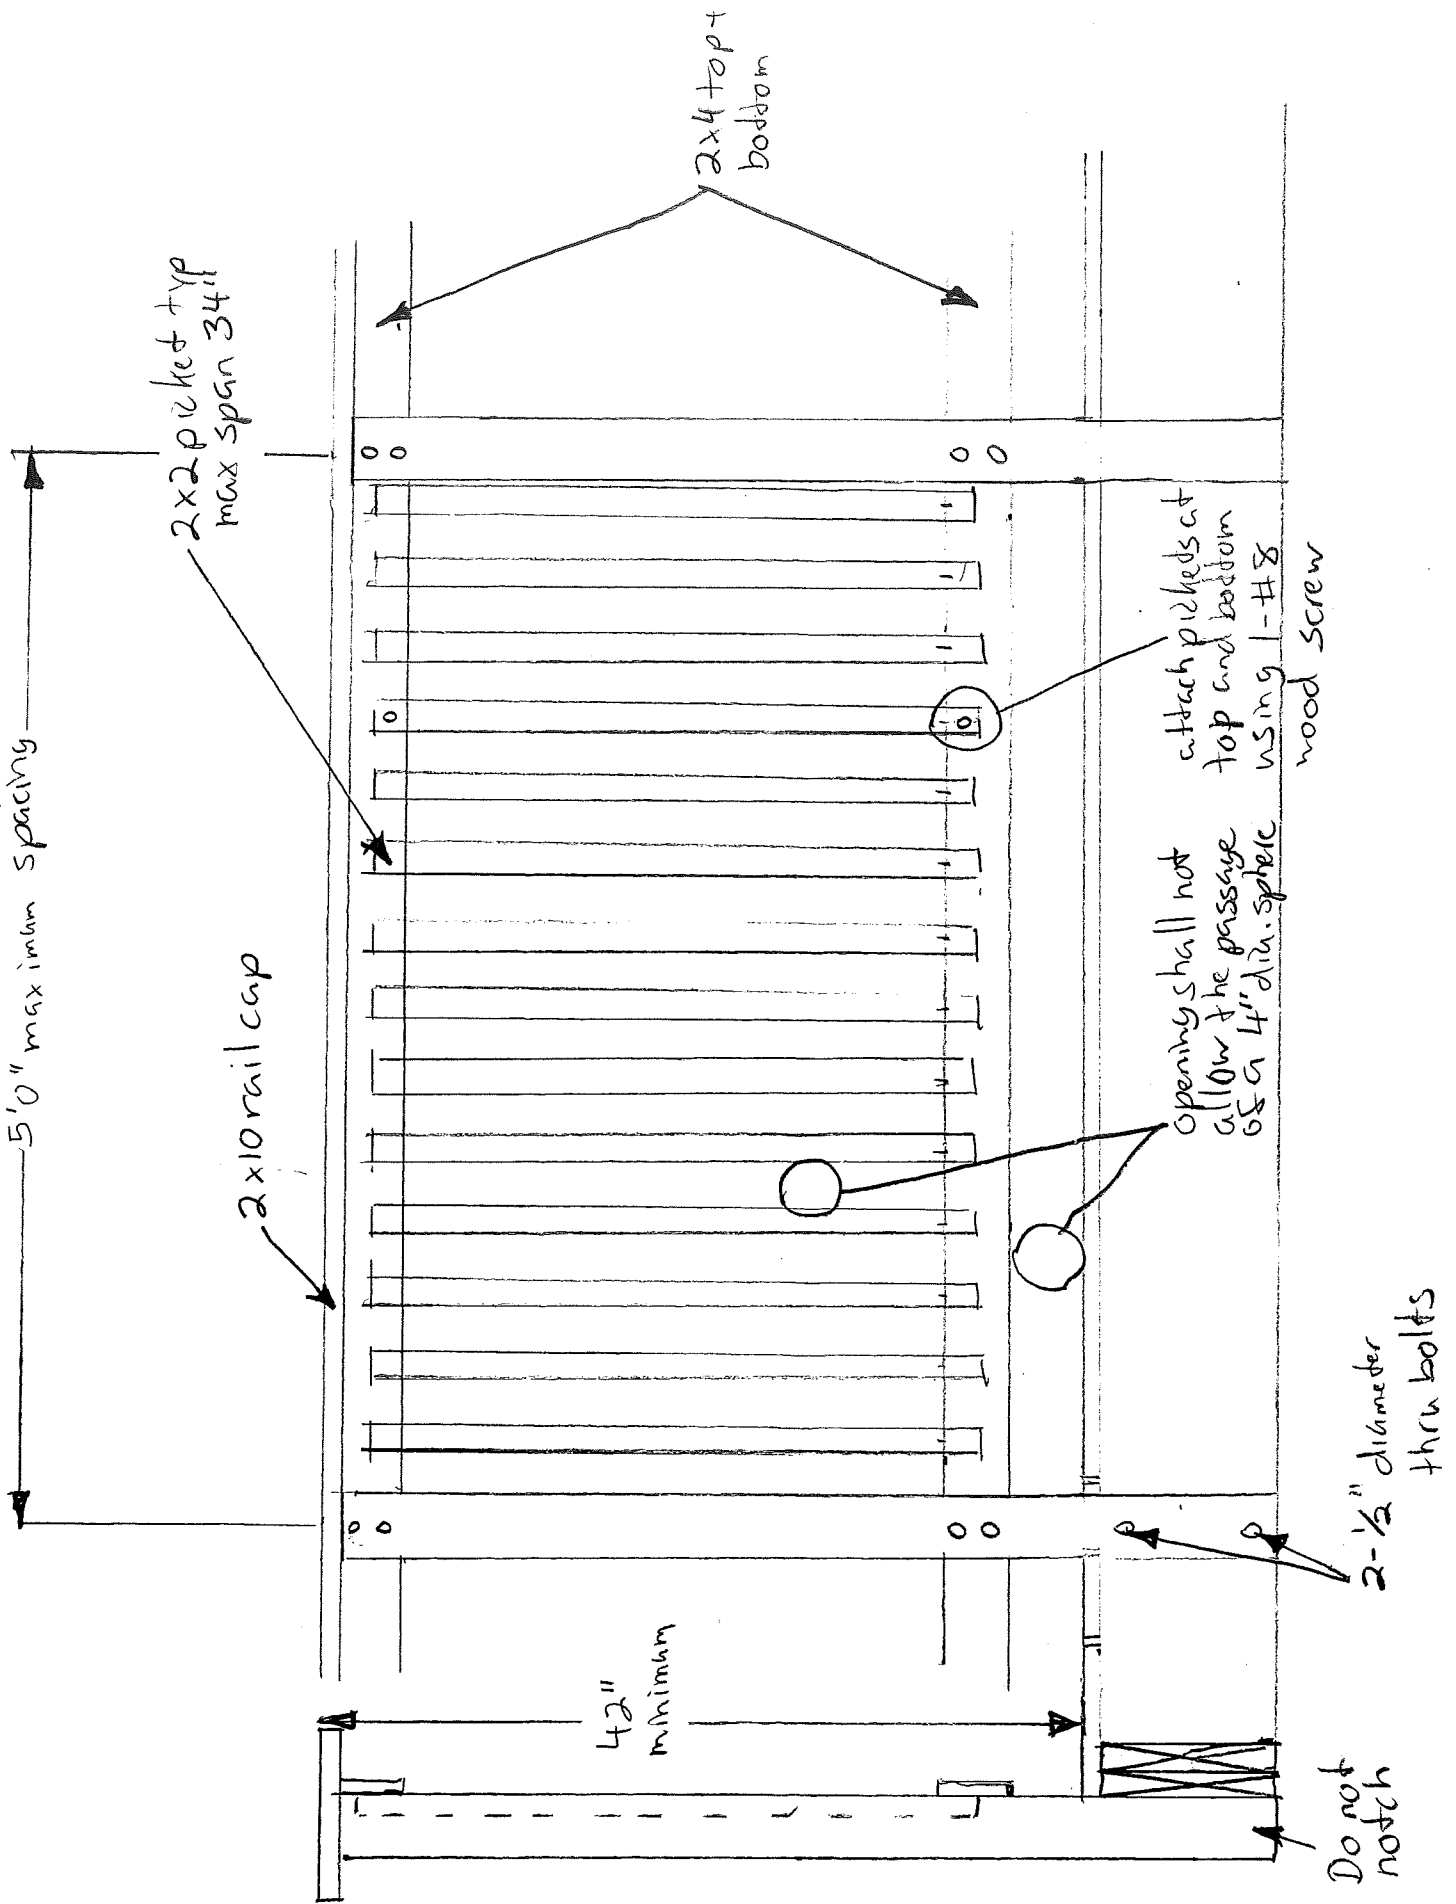 5'0" maximum spacing
2x10 rail cap
2x2 picket typ
max span 34"
2x4 top +
bottom
42"
minimum
Do not
notch
2-1/2" diameter
thru bolts
opening shall not
allow the passage
of a 4" dia. sphere
attach pickets at
top and bottom
using 1-#8
wood screw